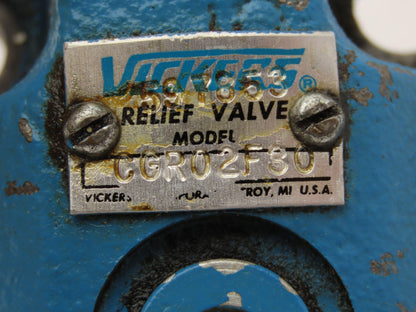 VICKERS®
RELIEF VALVE
MODEL
CGR02F30
VICKERS TROY, MI U.S.A.